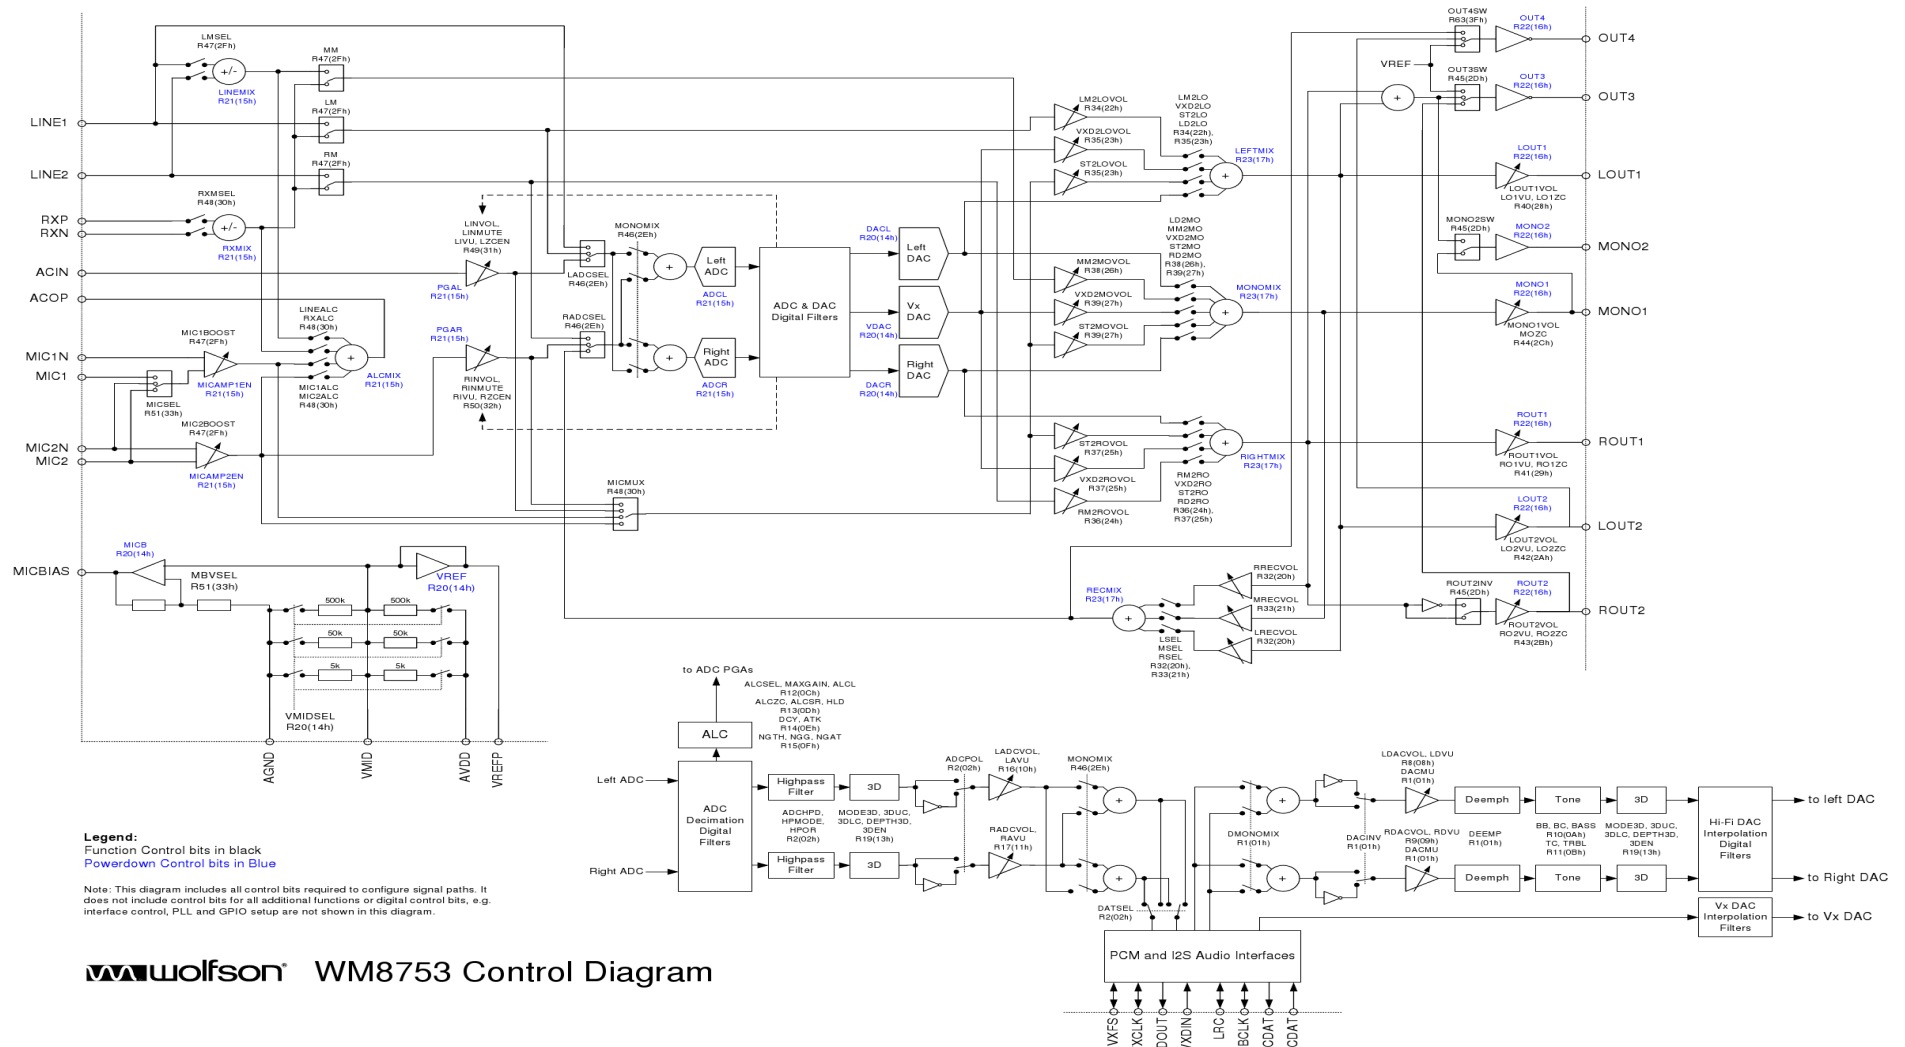 LMSEL
R47(2Fh)
+/-
LINEMIX
R21(15h)
MM
R47(2Fh)
LM
R47(2Fh)
RM
R47(2Fh)
LINE1
LINE2
RXMSEL
R48(30h)
+/-
RXMIX
R21(15h)
RXP
RXN
ACIN
ACOP
LINEALC
RXALC
R48(30h)
MIC1BOOST
R47(2Fh)
MIC1N
MIC1
MICAMP1EN
R21(15h)
MICSEL
R51(33h)
+
ALCMIX
R21(15h)
MIC1ALC
MIC2ALC
R48(30h)
MIC2BOOST
R47(2Fh)
MIC2N
MIC2
MICAMP2EN
R21(15h)
LINVOL,
LINMUTE
LIVU, LZCEN
R49(31h)
PGAL
R21(15h)
PGAR
R21(15h)
RINVOL,
RINMUTE
RIVU, RZCEN
R50(32h)
LADCSEL
R46(2Eh)
RADCSEL
R46(2Eh)
MONOMIX
R46(2Eh)
+
+
Left
ADC
ADCL
R21(15h)
Right
ADC
ADCR
R21(15h)
ADC & DAC
Digital Filters
DACL
R20(14h)
Left
DAC
Vx
DAC
VDAC
R20(14h)
Right
DAC
DACR
R20(14h)
MICMUX
R48(30h)
LM2LOVOL
R34(22h)
VXD2LOVOL
R35(23h)
ST2LOVOL
R35(23h)
LM2LO
VXD2LO
ST2LO
LD2LO
R34(22h),
R35(23h)
LEFTMIX
R23(17h)
+
MM2MOVOL
R38(26h)
VXD2MOVOL
R39(27h)
ST2MOVOL
R39(27h)
LD2MO
MM2MO
VXD2MO
ST2MO
RD2MO
R38(26h),
R39(27h)
MONOMIX
R23(17h)
+
ST2ROVOL
R37(25h)
VXD2ROVOL
R37(25h)
RM2ROVOL
R36(24h)
+
RIGHTMIX
R23(17h)
RM2RO
VXD2RO
ST2RO
RD2RO
R36(24h),
R37(25h)
OUT4SW
R63(3Fh)
OUT4
R22(16h)
OUT4
VREF
OUT3SW
R45(2Dh)
OUT3
R22(16h)
OUT3
+
LOUT1
R22(16h)
LOUT1
LOUT1VOL
LO1VU, LO1ZC
R40(28h)
MONO2SW
R45(2Dh)
MONO2
R22(16h)
MONO2
MONO1
R22(16h)
MONO1
MONO1VOL
MOZC
R44(2Ch)
ROUT1
R22(16h)
ROUT1
ROUT1VOL
RO1VU, RO1ZC
R41(29h)
LOUT2
R22(16h)
LOUT2
LOUT2VOL
LO2VU, LO2ZC
R42(2Ah)
ROUT2INV
R45(2Dh)
ROUT2
R22(16h)
ROUT2
ROUT2VOL
RO2VU, RO2ZC
R43(2Bh)
RECMIX
R23(17h)
+
RRECVOL
R32(20h)
MRECVOL
R33(21h)
LRECVOL
R32(20h)
LSEL
MSEL
RSEL
R32(20h),
R33(21h)
MICBIAS
MICB
R20(14h)
MBVSEL
R51(33h)
VREF
R20(14h)
500k
500k
50k
50k
5k
5k
VMIDSEL
R20(14h)
AGND
VMID
AVDD
VREFP
to ADC PGAs
ALC
ALCSEL, MAXGAIN, ALCL
R12(0Ch)
ALCZC, ALCSR, HLD
R13(0Dh)
DCY, ATK
R14(0Eh)
NGTH, NGG, NGAT
R15(0Fh)
Left ADC
Right ADC
ADC
Decimation
Digital
Filters
Highpass
Filter
3D
ADCHPD,
HPMODE,
HPOR
R2(02h)
MODE3D, 3DUC,
3DLC, DEPTH3D,
3DEN
R19(13h)
Highpass
Filter
3D
ADCPOL
R2(02h)
LADCVOL,
LAVU
R16(10h)
RADCVOL,
RAVU
R17(11h)
MONOMIX
R46(2Eh)
+
+
DATSEL
R2(02h)
DMONOMIX
R1(01h)
+
+
DACINV
R1(01h)
LDACVOL, LDVU
R8(08h)
DACMU
R1(01h)
RDACVOL, RDVU
R9(09h)
DACMU
R1(01h)
Deemph
Tone
3D
DEEMP
R1(01h)
BB, BC, BASS
R10(0Ah)
TC, TRBL
R11(0Bh)
MODE3D, 3DUC,
3DLC, DEPTH3D,
3DEN
R19(13h)
Deemph
Tone
3D
Hi-Fi DAC
Interpolation
Digital
Filters
to left DAC
to Right DAC
Vx DAC
Interpolation
Filters
to Vx DAC
PCM and I2S Audio Interfaces
VXFS
XCLK
DOUT
VXDIN
LRC
BCLK
CDAT
CDAT
Legend:
Function Control bits in black
Powerdown Control bits in Blue
Note: This diagram includes all control bits required to configure signal paths. It
does not include control bits for all additional functions or digital control bits, e.g.
interface control, PLL and GPIO setup are not shown in this diagram.
wolfson WM8753 Control Diagram